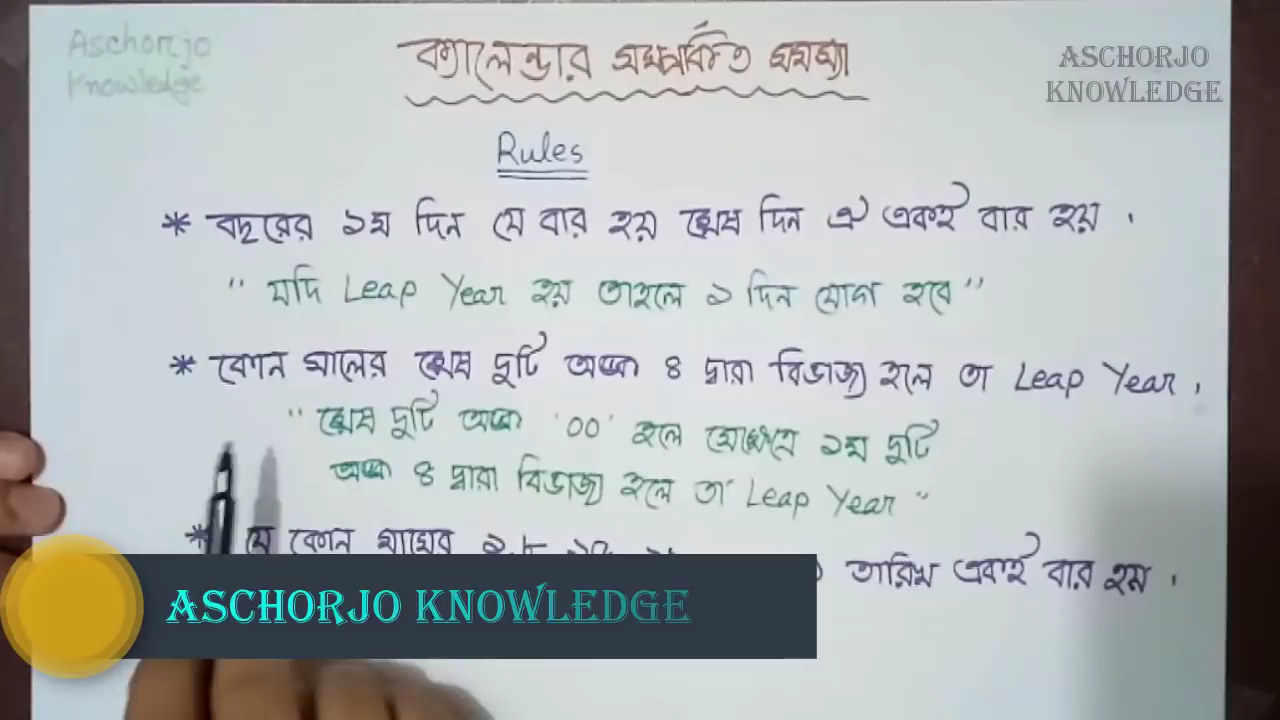 Aschorjo
Knowledge
ক্যালেন্ডার সম্পর্কিত সমস্যা
ASCHORJO
KNOWLEDGE
Rules
* বছরের ১ম দিন যে বার হয় শেষ দিন ঐ একই বার হয়.
" যদি Leap Year হয় তাহলে ১ দিন যোগ হবে "
* কোন সালের শেষ দুটি অঙ্ক ৪ দ্বারা বিভাজ্য হলে তা Leap Year.
" শেষ দুটি অঙ্ক '00' হলে সেক্ষেত্রে ১ম দুটি
অঙ্ক ৪ দ্বারা বিভাজ্য হলে তা Leap Year "
* যে কোন মাসের ১, ৮ তারিখ একই বার হয়.
ASCHORJO KNOWLEDGE